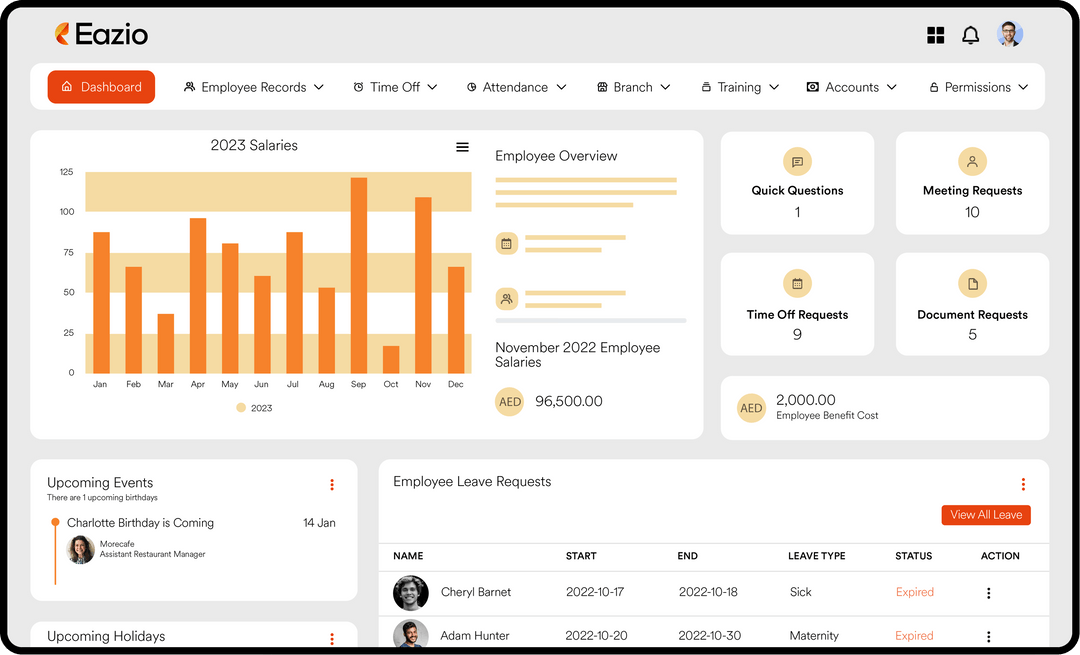 Eazio
Dashboard
Employee Records
Time Off
Attendance
Branch
Training
Accounts
Permissions
2023 Salaries
125
100
75
50
25
0
Jan Feb Mar Apr May Jun Jul Aug Sep Oct Nov Dec
2023
Employee Overview
November 2022 Employee
Salaries
AED 96,500.00
Quick Questions
1
Meeting Requests
10
Time Off Requests
9
Document Requests
5
AED
2,000.00
Employee Benefit Cost
Upcoming Events
There are 1 upcoming birthdays
Charlotte Birthday is Coming 14 Jan
Morecafe
Assistant Restaurant Manager
Upcoming Holidays
Employee Leave Requests
View All Leave
NAME START END LEAVE TYPE STATUS ACTION
Cheryl Barnet 2022-10-17 2022-10-18 Sick Expired
Adam Hunter 2022-10-20 2022-10-30 Maternity Expired